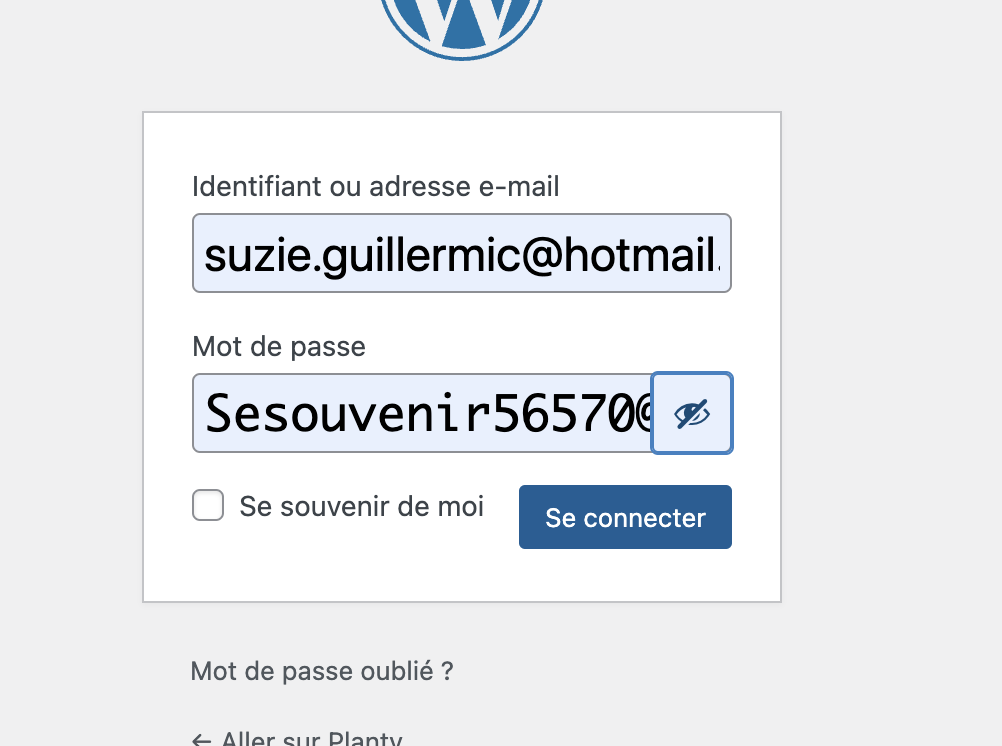 Identifiant ou adresse e-mail
suzie.guillermic@hotmail.
Mot de passe
Sesouvenir56570@
Se souvenir de moi
Se connecter
Mot de passe oublié ?
← Aller sur Planty